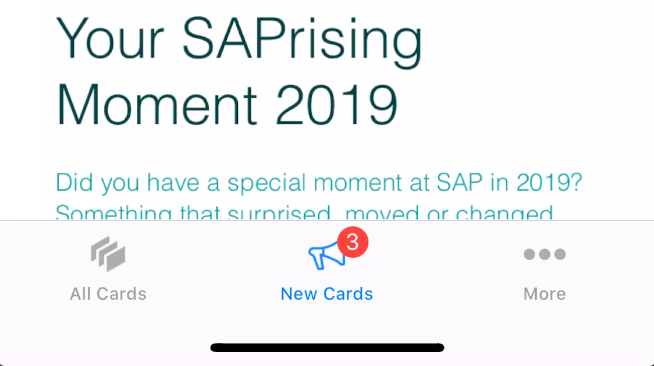 Your SAPrising
Moment 2019
Did you have a special moment at SAP in 2019?
Something that surprised, moved or changed
3
All Cards
New Cards
More